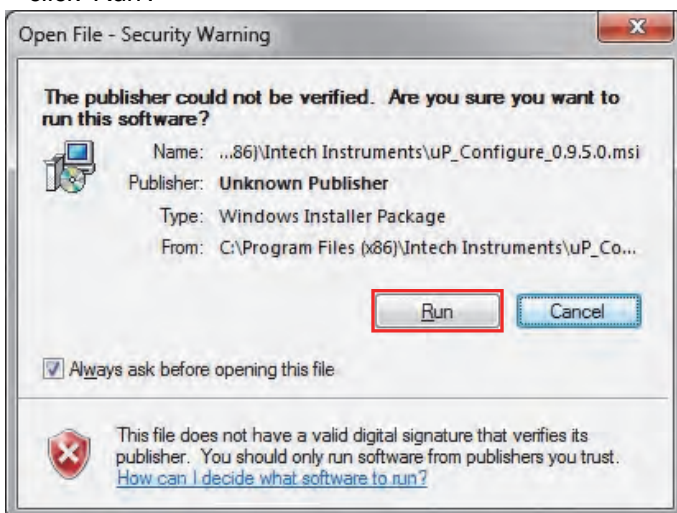 click 'Run'.
Open File - Security Warning
The publisher could not be verified. Are you sure you want to
run this software?
Name: ...86)\Intech Instruments\uP_Configure_0.9.5.0.msi
Publisher: Unknown Publisher
Type: Windows Installer Package
From: C:\Program Files (x86)\Intech Instruments\uP_Co...
Run Cancel
Always ask before opening this file
This file does not have a valid digital signature that verifies its
publisher. You should only run software from publishers you trust.
How can I decide what software to run?